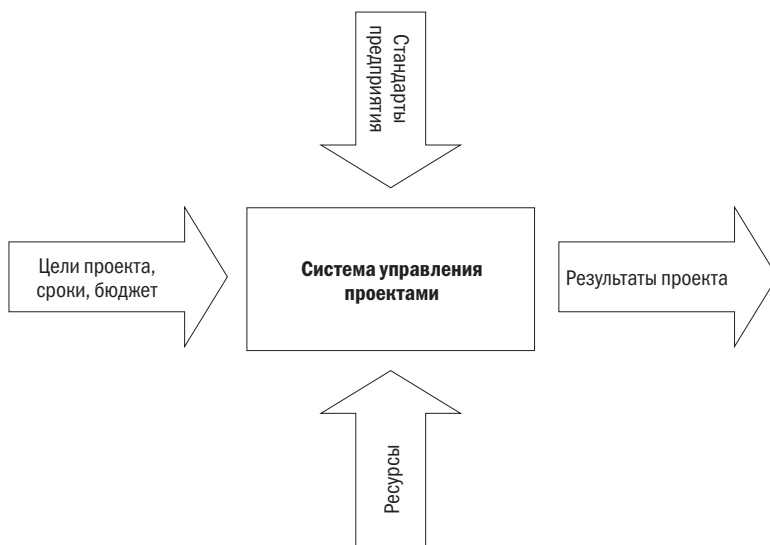 Стандарты
предприятия
Цели проекта,
сроки, бюджет
Система управления
проектами
Результаты проекта
Ресурсы